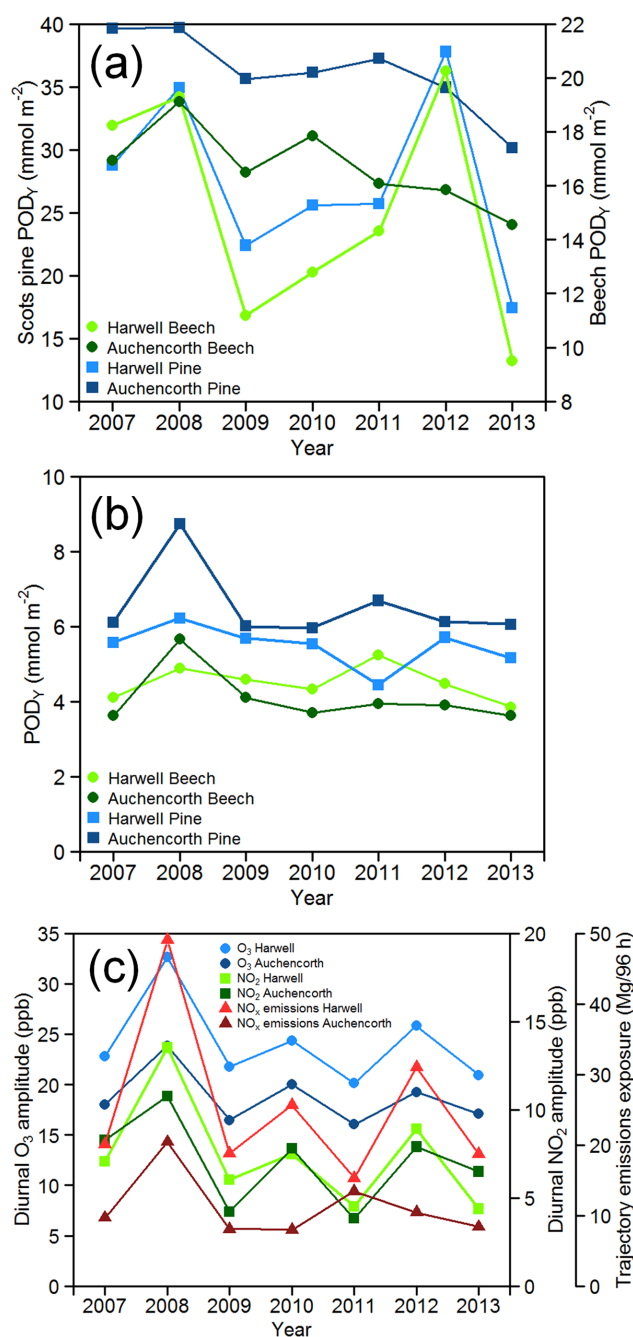 (a)
40
35
30
25
20
15
10
Scots pine PODY (mmol m-2)
22
20
18
16
14
12
10
8
Beech PODY (mmol m-2)
Harwell Beech
Auchencorth Beech
Harwell Pine
Auchencorth Pine
2007 2008 2009 2010 2011 2012 2013
Year
(b)
10
8
6
4
2
0
PODY (mmol m-2)
Harwell Beech
Auchencorth Beech
Harwell Pine
Auchencorth Pine
2007 2008 2009 2010 2011 2012 2013
Year
(c)
35
30
25
20
15
10
5
0
Diurnal O3 amplitude (ppb)
O3 Harwell
O3 Auchencorth
NO2 Harwell
NO2 Auchencorth
NOx emissions Harwell
NOx emissions Auchencorth
20
15
10
5
0
Diurnal NO2 amplitude (ppb)
50
40
30
20
10
0
Trajectory emissions exposure (Mg/96 h)
2007 2008 2009 2010 2011 2012 2013
Year